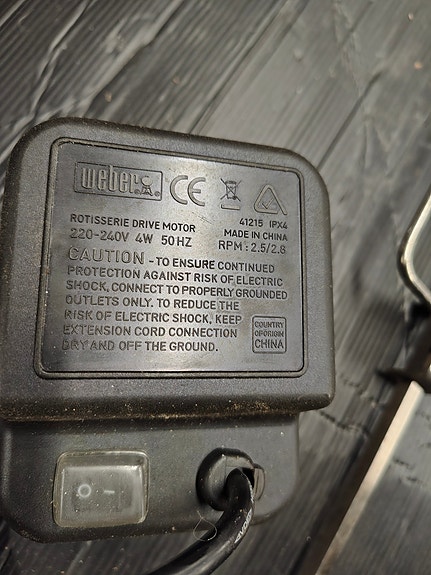 weber
CE
ROTISSERIE DRIVE MOTOR
41215 IPX4
220-240V 4W 50HZ
MADE IN CHINA
RPM: 2.5/2.8
CAUTION - TO ENSURE CONTINUED
PROTECTION AGAINST RISK OF ELECTRIC
SHOCK, CONNECT TO PROPERLY GROUNDED
OUTLETS ONLY. TO REDUCE THE
RISK OF ELECTRIC SHOCK, KEEP
EXTENSION CORD CONNECTION
DRY AND OFF THE GROUND.
COUNTRY
OF ORIGIN
CHINA